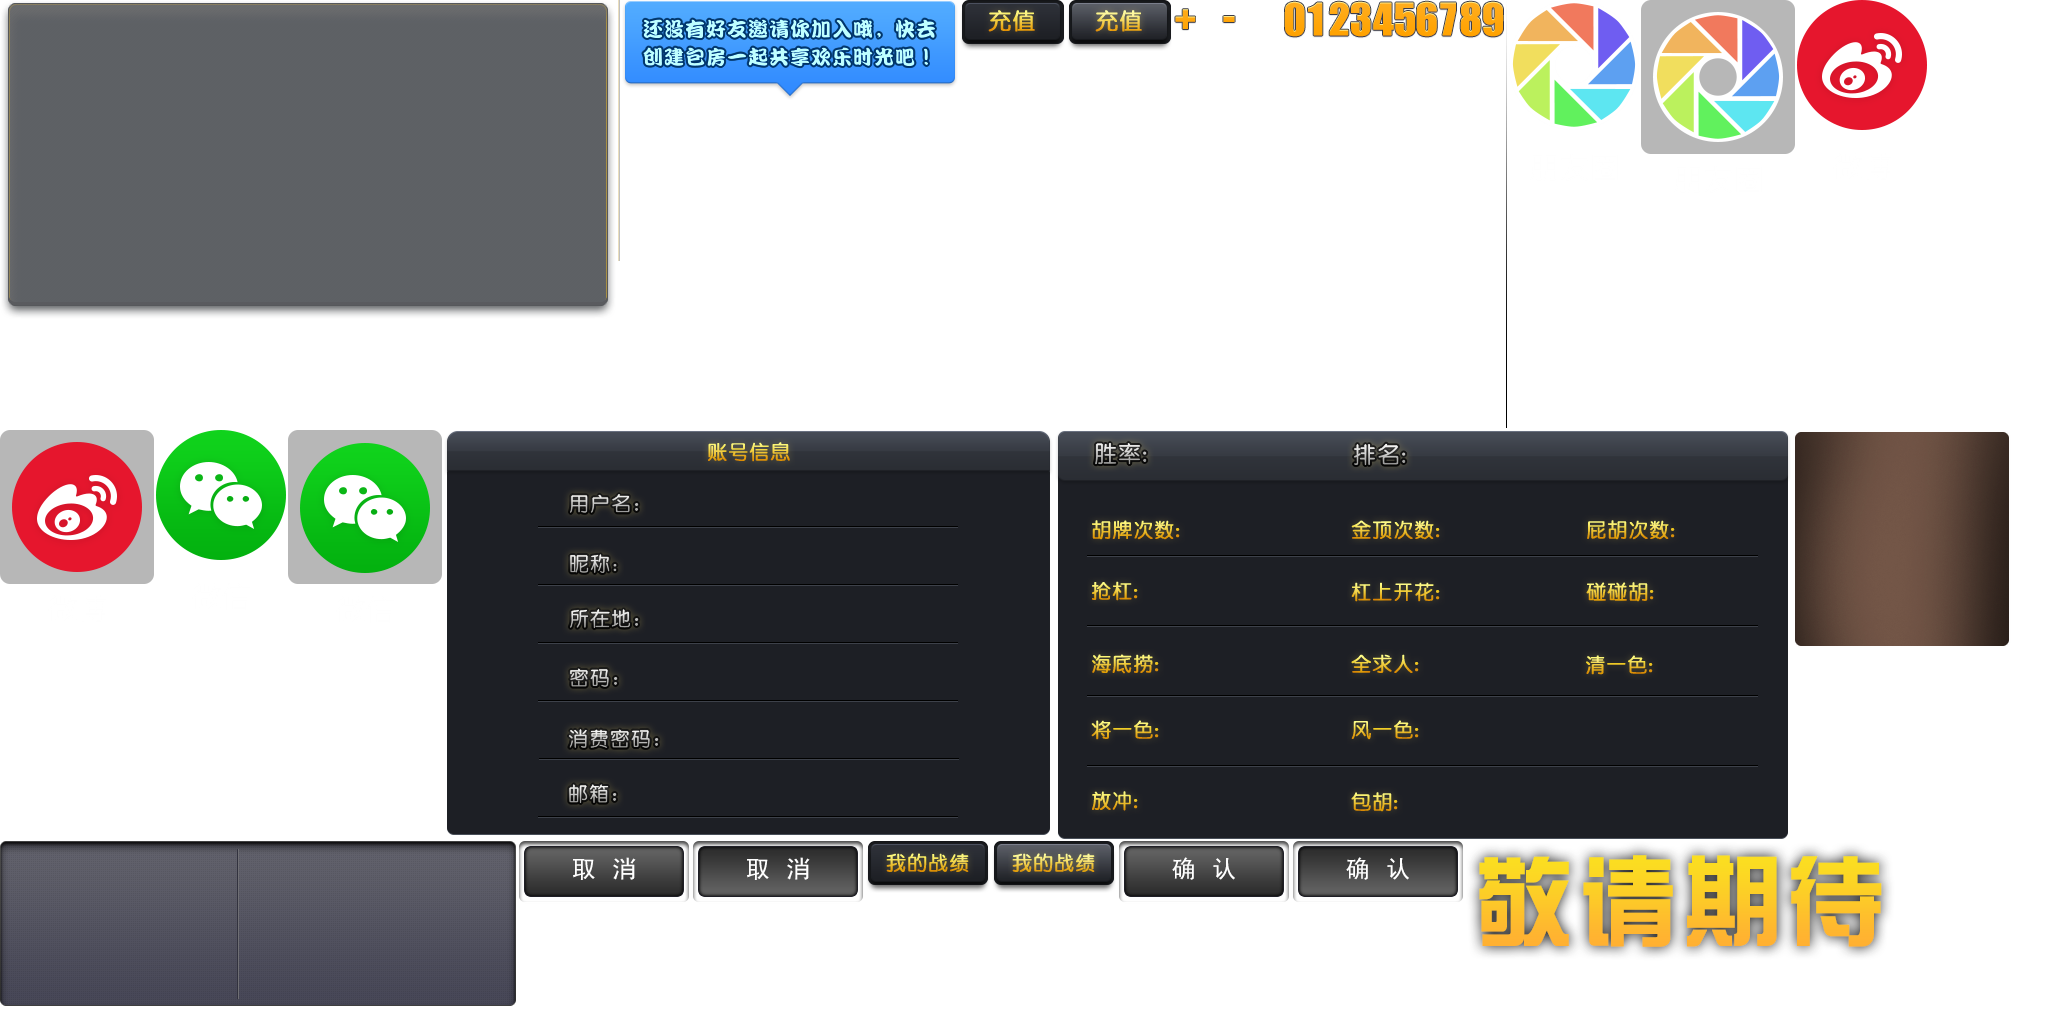 还没有好友邀请你加入哦，快去
创建包房一起共享欢乐时光吧！
充值
充值
+ -
0123456789
账号信息
用户名：
昵称：
所在地：
密码：
消费密码：
邮箱：
胜率: 排名:
胡牌次数: 金顶次数: 屁胡次数:
抢杠: 杠上开花: 碰碰胡:
海底捞: 全求人: 清一色:
将一色: 风一色:
放冲: 包胡:
取 消
取 消
我的战绩
我的战绩
确 认
确 认
敬请期待